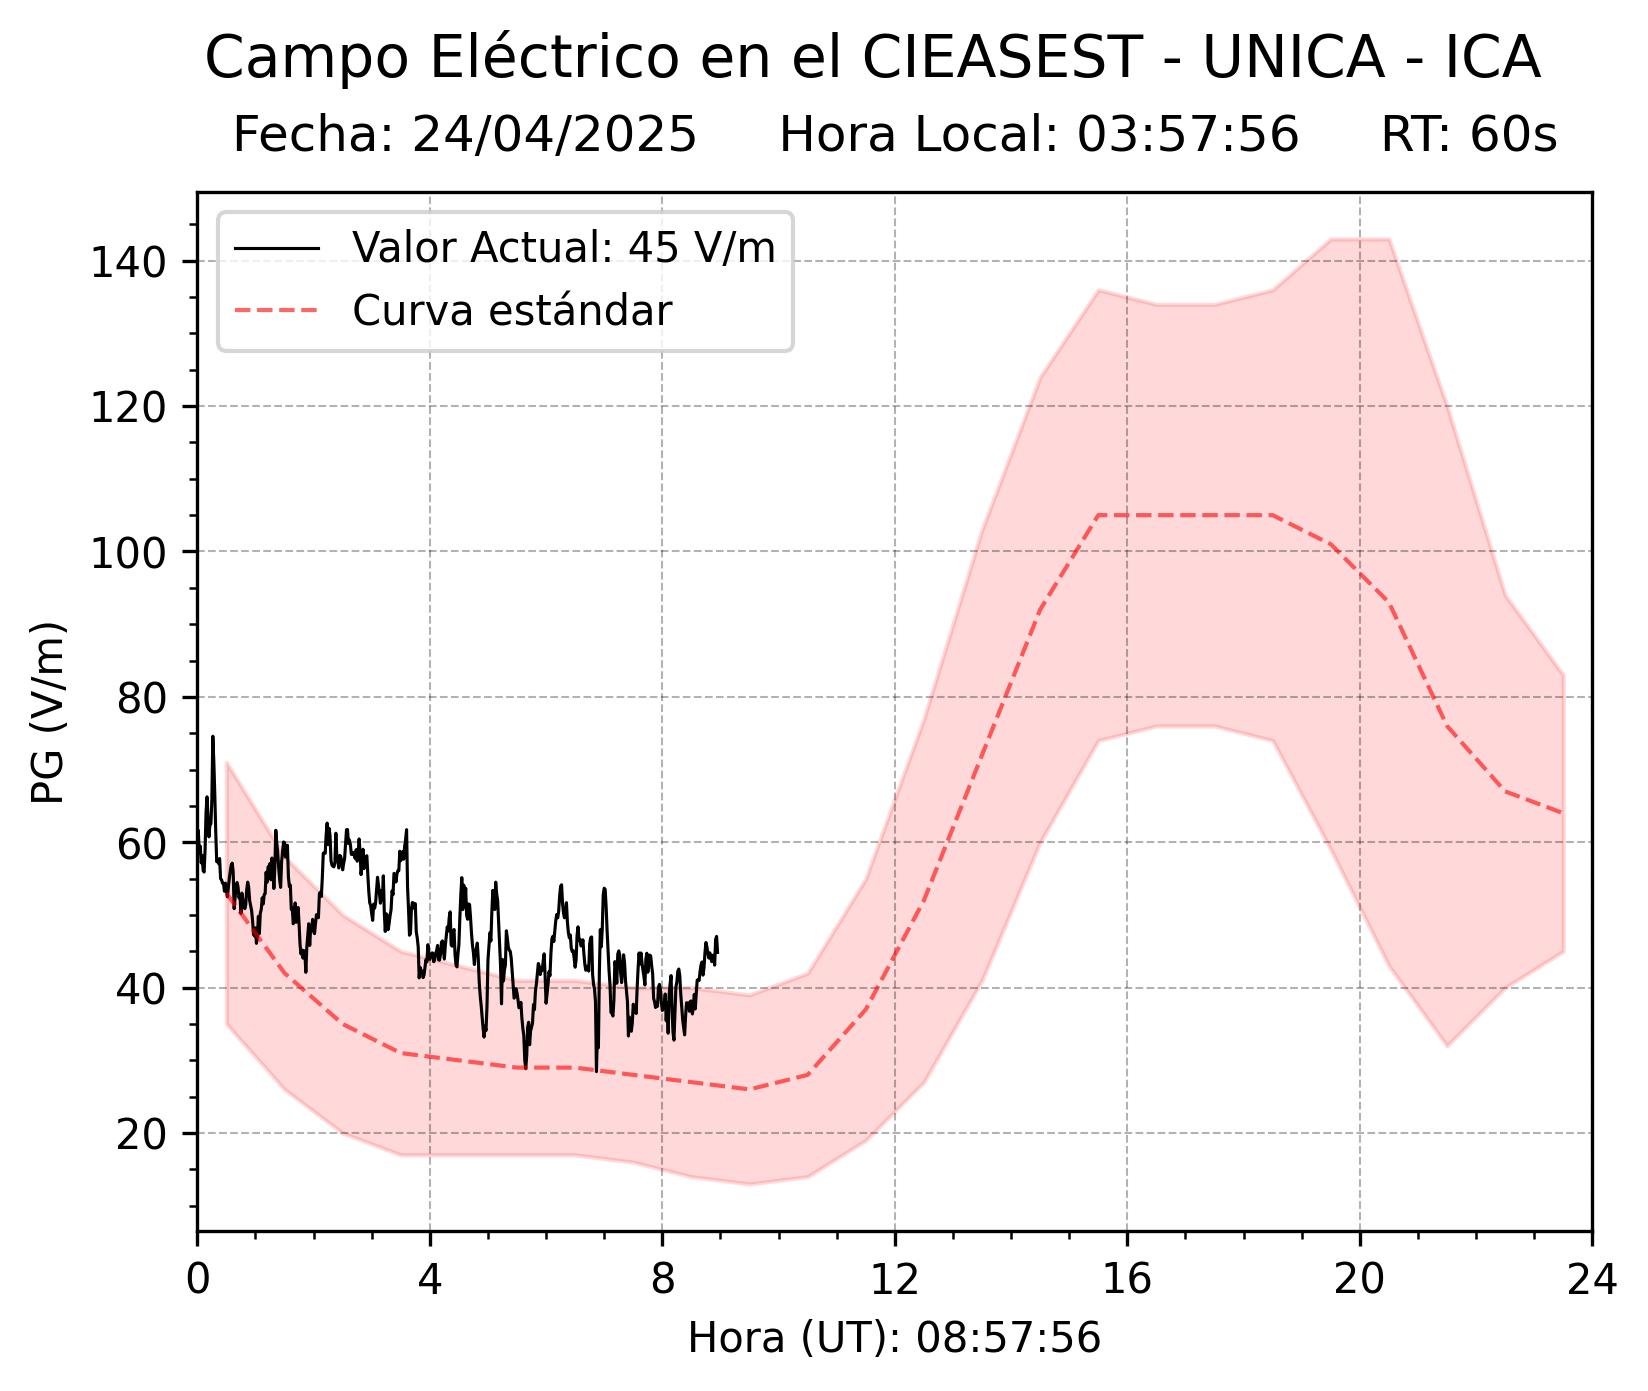 Campo Eléctrico en el CIEASEST - UNICA - ICA
Fecha: 24/04/2025 Hora Local: 03:57:56 RT: 60s
Valor Actual: 45 V/m
Curva estándar
140
120
100
80
60
40
20
PG (V/m)
0 4 8 12 16 20 24
Hora (UT): 08:57:56